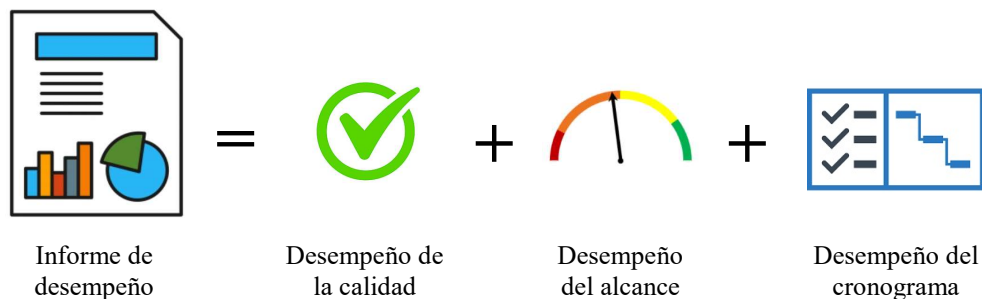 Informe de
desempeño
Desempeño de
la calidad
Desempeño
del alcance
Desempeño del
cronograma